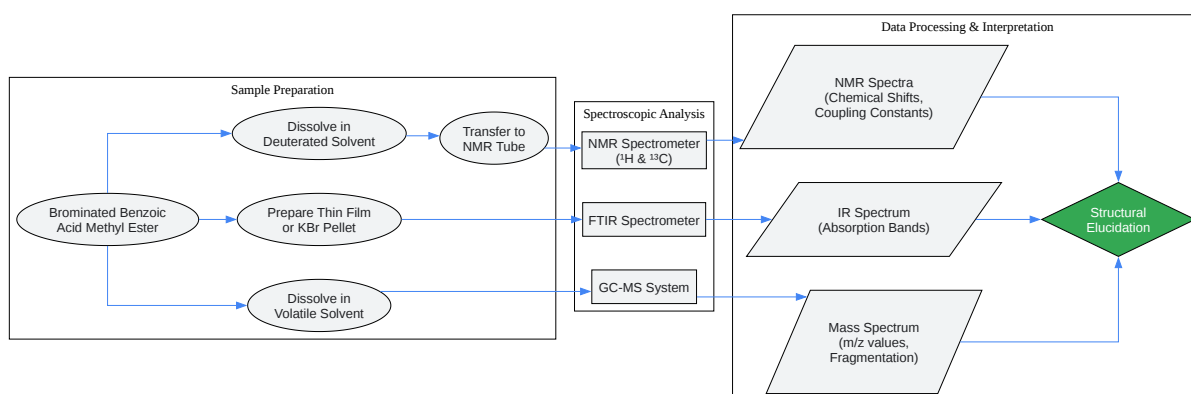 Sample Preparation
Brominated Benzoic
Acid Methyl Ester
Dissolve in
Deuterated Solvent
Transfer to
NMR Tube
Prepare Thin Film
or KBr Pellet
Dissolve in
Volatile Solvent
Spectroscopic Analysis
NMR Spectrometer
(¹H & ¹³C)
FTIR Spectrometer
GC-MS System
Data Processing & Interpretation
NMR Spectra
(Chemical Shifts,
Coupling Constants)
IR Spectrum
(Absorption Bands)
Mass Spectrum
(m/z values,
Fragmentation)
Structural
Elucidation